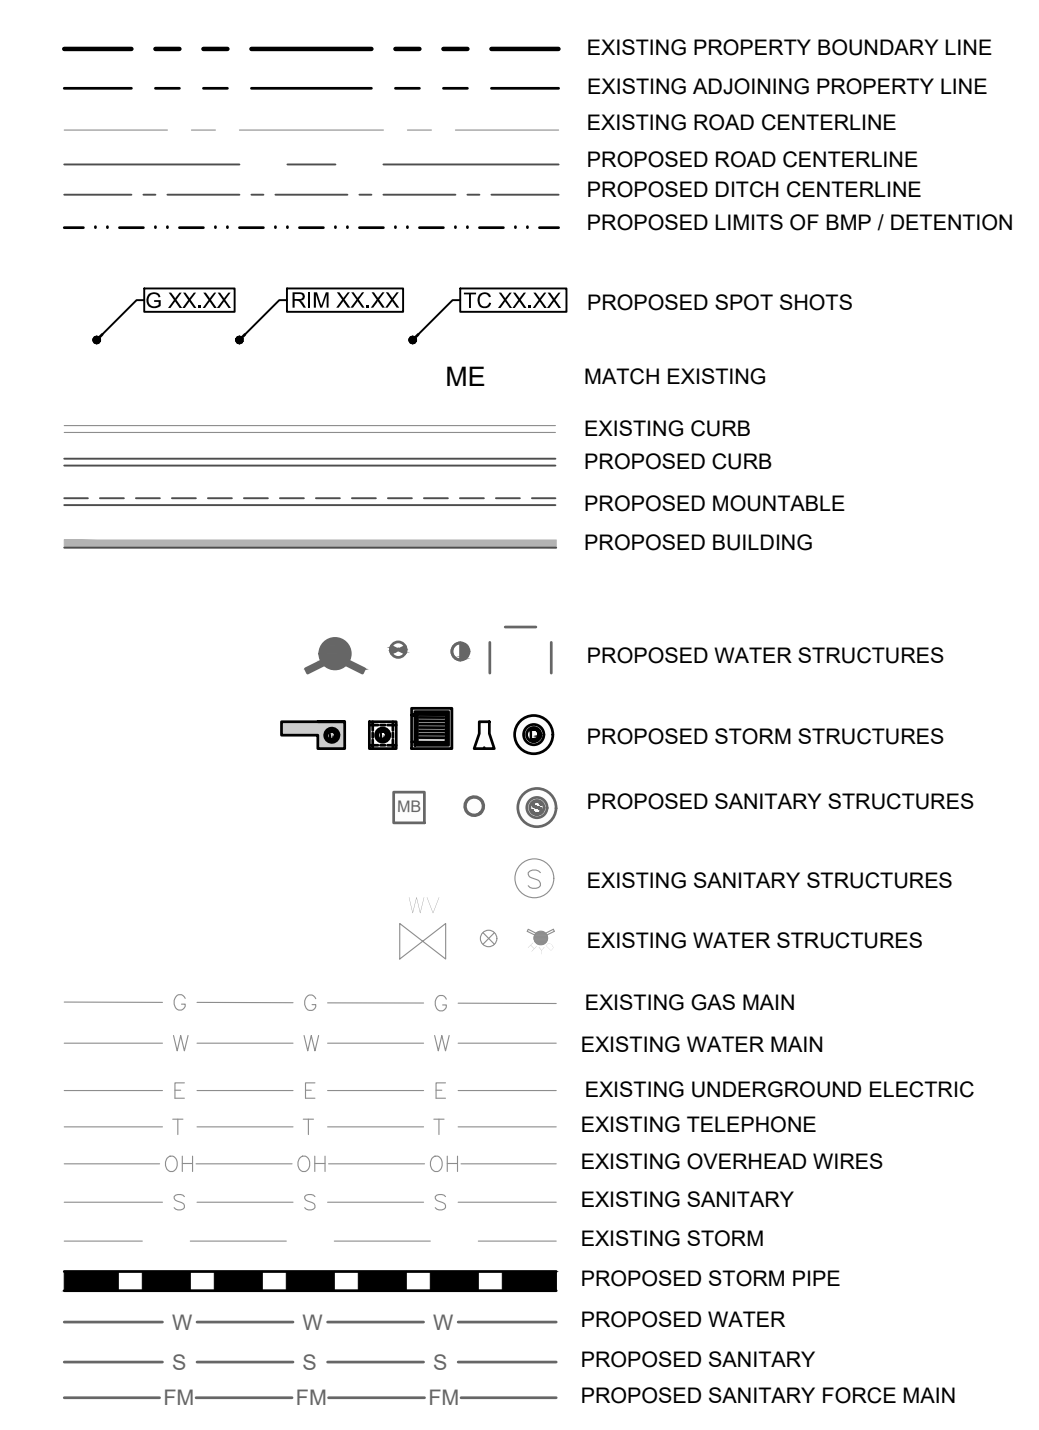 EXISTING PROPERTY BOUNDARY LINE
EXISTING ADJOINING PROPERTY LINE
EXISTING ROAD CENTERLINE
PROPOSED ROAD CENTERLINE
PROPOSED DITCH CENTERLINE
PROPOSED LIMITS OF BMP / DETENTION
G XX.XX RIM XX.XX TC XX.XX PROPOSED SPOT SHOTS
ME MATCH EXISTING
EXISTING CURB
PROPOSED CURB
PROPOSED MOUNTABLE
PROPOSED BUILDING
PROPOSED WATER STRUCTURES
D D D PROPOSED STORM STRUCTURES
MB S PROPOSED SANITARY STRUCTURES
S EXISTING SANITARY STRUCTURES
WV
EXISTING WATER STRUCTURES
G G G EXISTING GAS MAIN
W W W EXISTING WATER MAIN
E E E EXISTING UNDERGROUND ELECTRIC
T T T EXISTING TELEPHONE
OH OH OH EXISTING OVERHEAD WIRES
S S S EXISTING SANITARY
EXISTING STORM
PROPOSED STORM PIPE
W W W PROPOSED WATER
S S S PROPOSED SANITARY
FM FM FM PROPOSED SANITARY FORCE MAIN